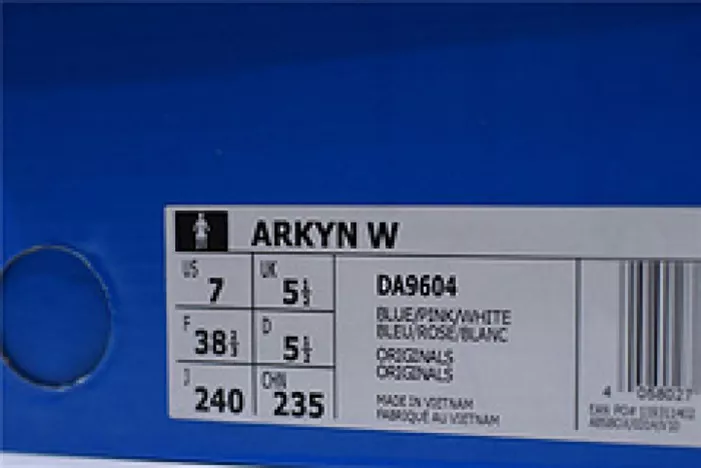 ARKYN W
US 7
UK 5½
F 38⅔
D 5½
J 240
CHN 235
DA9604
BLUE/PINK/WHITE
BLEU/ROSE/BLANC
ORIGINALS
ORIGINALS
MADE IN VIETNAM
FABRIQUÉ AU VIETNAM
4 058027